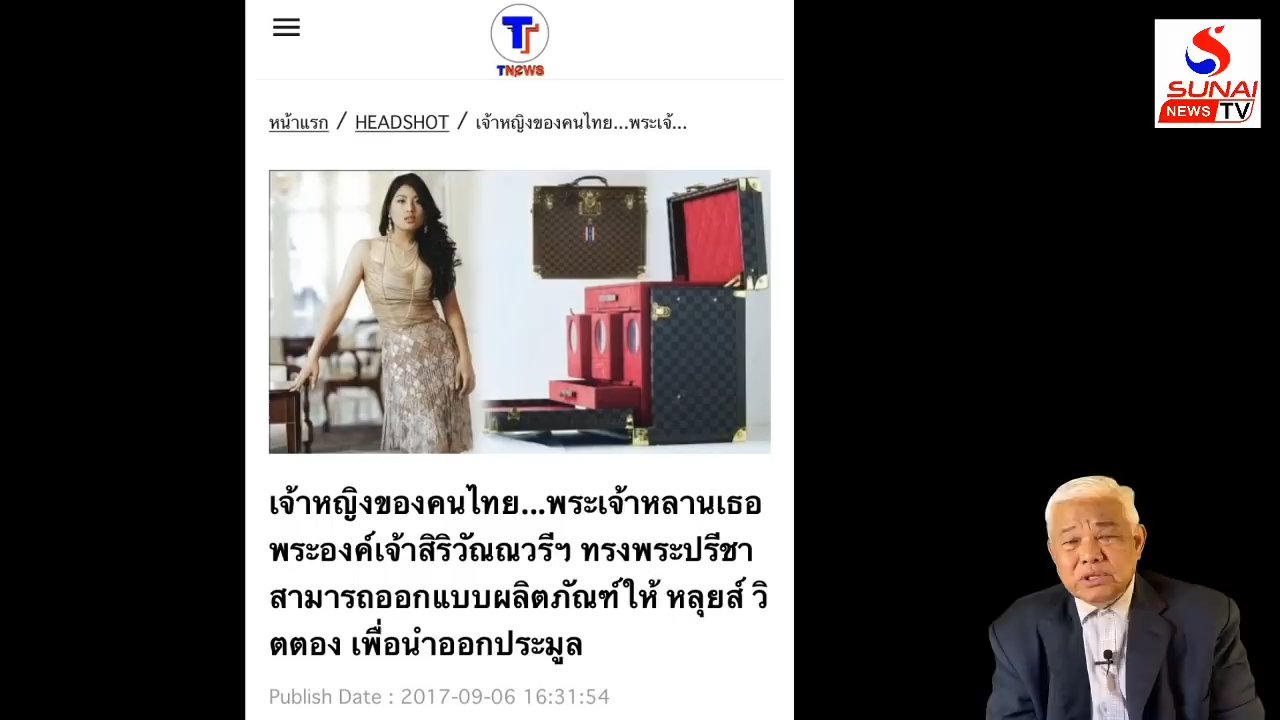 TT
TNEWS
SUNAI
NEWS TV
หน้าแรก / HEADSHOT / เจ้าหญิงของคนไทย...พระเจ้...
เจ้าหญิงของคนไทย...พระเจ้าหลานเธอ
พระองค์เจ้าสิริวัณณวรีฯ ทรงพระปรีชา
สามารถออกแบบผลิตภัณฑ์ให้ หลุยส์ วิ
ตตอง เพื่อนำออกประมูล
Publish Date : 2017-09-06 16:31:54